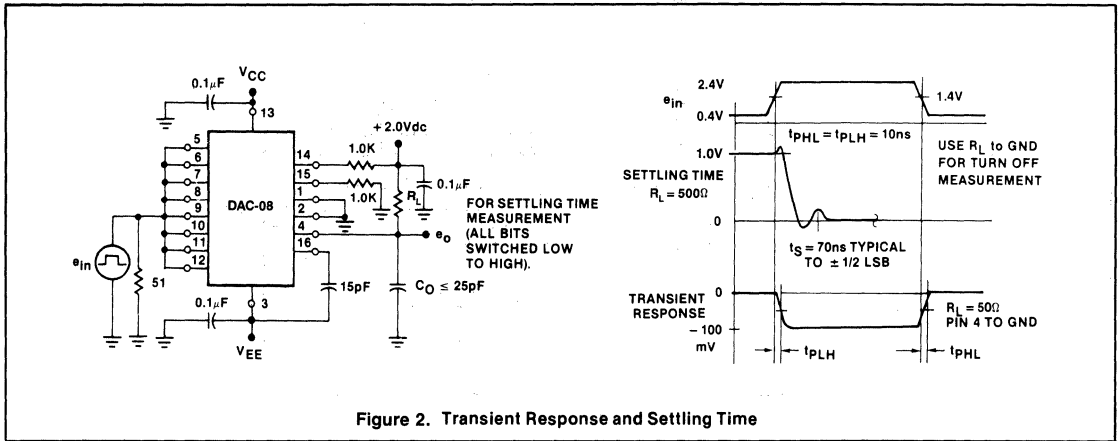 VCC
0.1μF
13
+ 2.0Vdc
5
6
7
8
9
10
11
12
DAC-08
14
15
1
2
4
16
1.0K
1.0K
RL
0.1μF
FOR SETTLING TIME
MEASUREMENT
(ALL BITS
SWITCHED LOW
TO HIGH).
eo
ein
51
0.1μF
3
15pF
CO ≤ 25pF
VEE
2.4V
ein
0.4V
1.4V
tPHL = tPLH = 10ns
USE RL to GND
FOR TURN OFF
MEASUREMENT
1.0V
SETTLING TIME
RL = 500Ω
0
tS = 70ns TYPICAL
TO ± 1/2 LSB
TRANSIENT
RESPONSE
0
- 100
mV
RL = 50Ω
PIN 4 TO GND
tPLH
tPHL
Figure 2. Transient Response and Settling Time